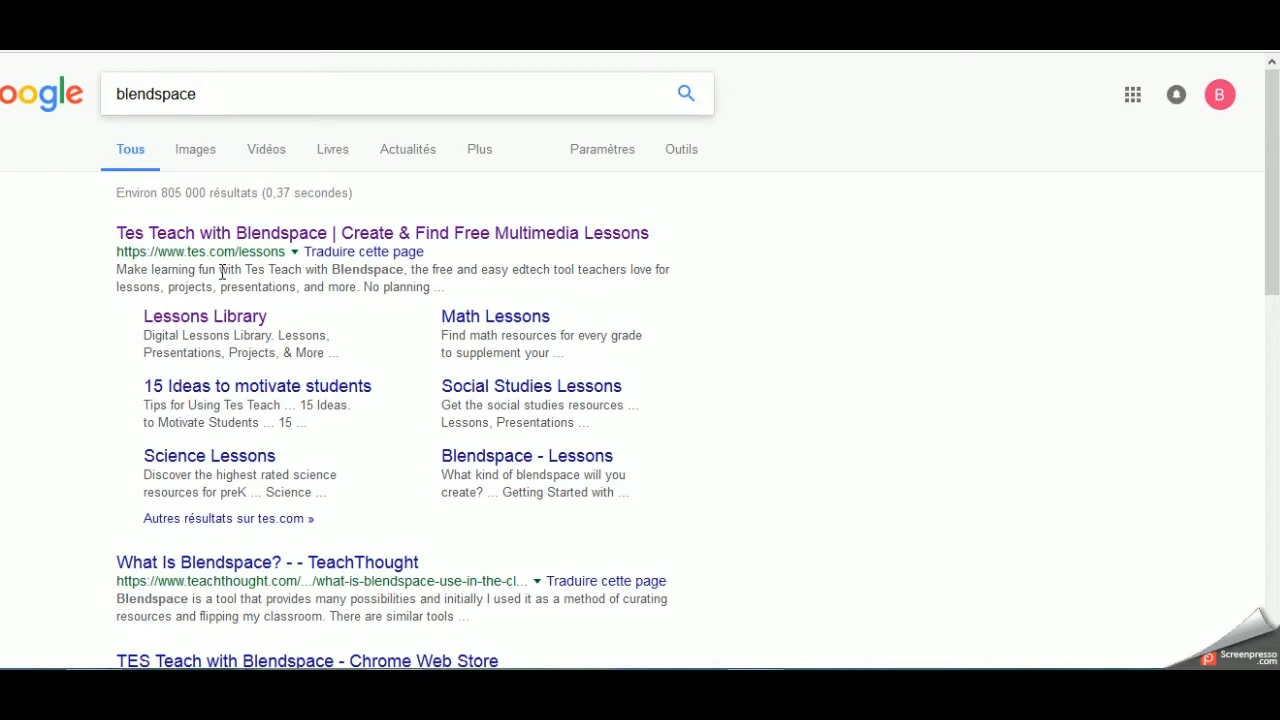 oogle
blendspace
B
Tous Images Vidéos Livres Actualités Plus Paramètres Outils
Environ 805 000 résultats (0,37 secondes)
Tes Teach with Blendspace | Create & Find Free Multimedia Lessons
https://www.tes.com/lessons ▼ Traduire cette page
Make learning fun with Tes Teach with Blendspace, the free and easy edtech tool teachers love for
lessons, projects, presentations, and more. No planning ...
Lessons Library
Digital Lessons Library. Lessons,
Presentations, Projects, & More ...
Math Lessons
Find math resources for every grade
to supplement your ...
15 Ideas to motivate students
Tips for Using Tes Teach ... 15 Ideas.
to Motivate Students ... 15 ...
Social Studies Lessons
Get the social studies resources ...
Lessons, Presentations ...
Science Lessons
Discover the highest rated science
resources for preK ... Science ...
Blendspace - Lessons
What kind of blendspace will you
create? ... Getting Started with ...
Autres résultats sur tes.com »
What Is Blendspace? - - TeachThought
https://www.teachthought.com/.../what-is-blendspace-use-in-the-cl... ▼ Traduire cette page
Blendspace is a tool that provides many possibilities and initially I used it as a method of curating
resources and flipping my classroom. There are similar tools ...
TES Teach with Blendspace - Chrome Web Store
Screenpresso
.com